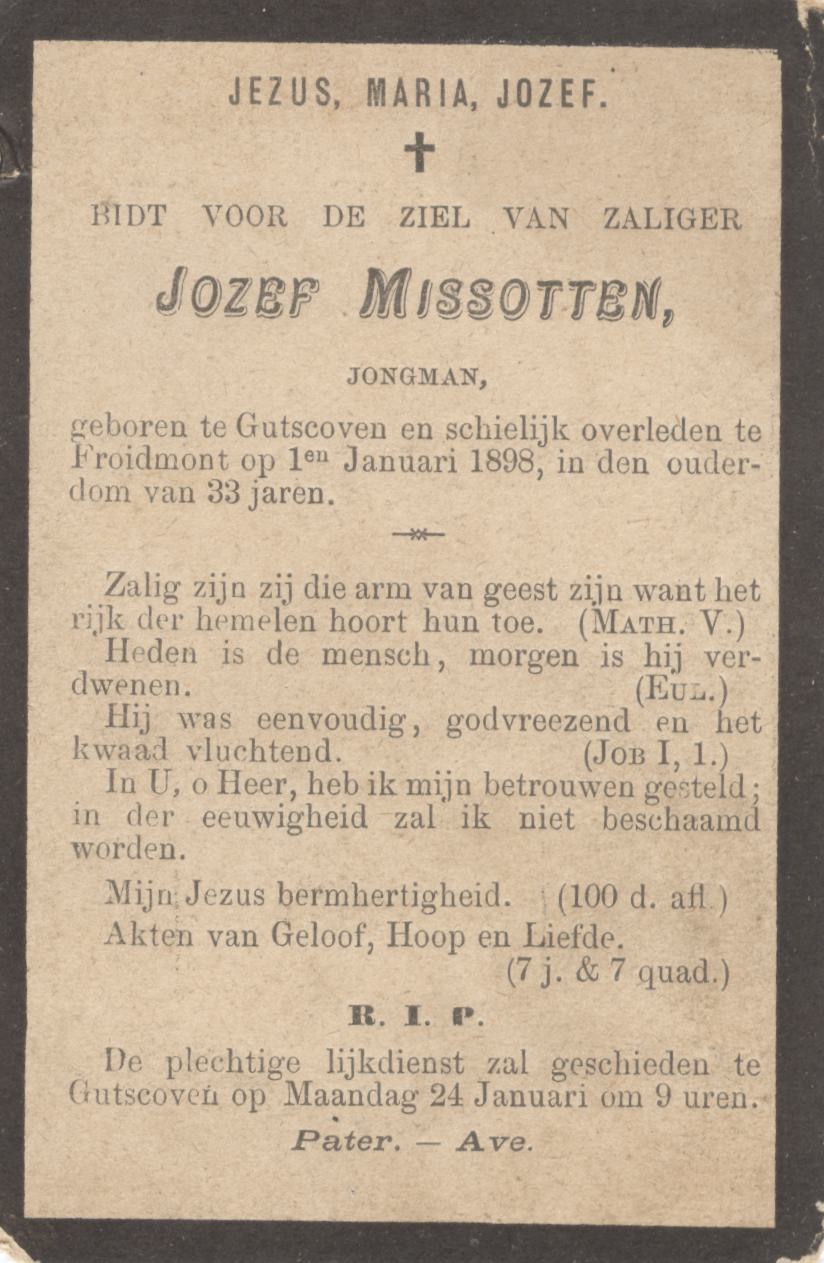 JEZUS, MARIA, JOZEF.
✝
BIDT VOOR DE ZIEL VAN ZALIGER
JOZEF MISSOTTEN,
JONGMAN,
geboren te Gutscoven en schielijk overleden te
Froidmont op 1en Januari 1898, in den ouder-
dom van 33 jaren.
Zalig zijn zij die arm van geest zijn want het
rijk der hemelen hoort hun toe. (MATH. V.)
Heden is de mensch, morgen is hij ver-
dwenen. (EUL.)
Hij was eenvoudig, godvreezend en het
kwaad vluchtend. (JOB I, 1.)
In U, o Heer, heb ik mijn betrouwen gesteld;
in der eeuwigheid zal ik niet beschaamd
worden.
Mijn Jezus bermhertigheid. (100 d. afl.)
Akten van Geloof, Hoop en Liefde.
(7 j. & 7 quad.)
R. I. P.
De plechtige lijkdienst zal geschieden te
Gutscoven op Maandag 24 Januari om 9 uren.
Pater. — Ave.